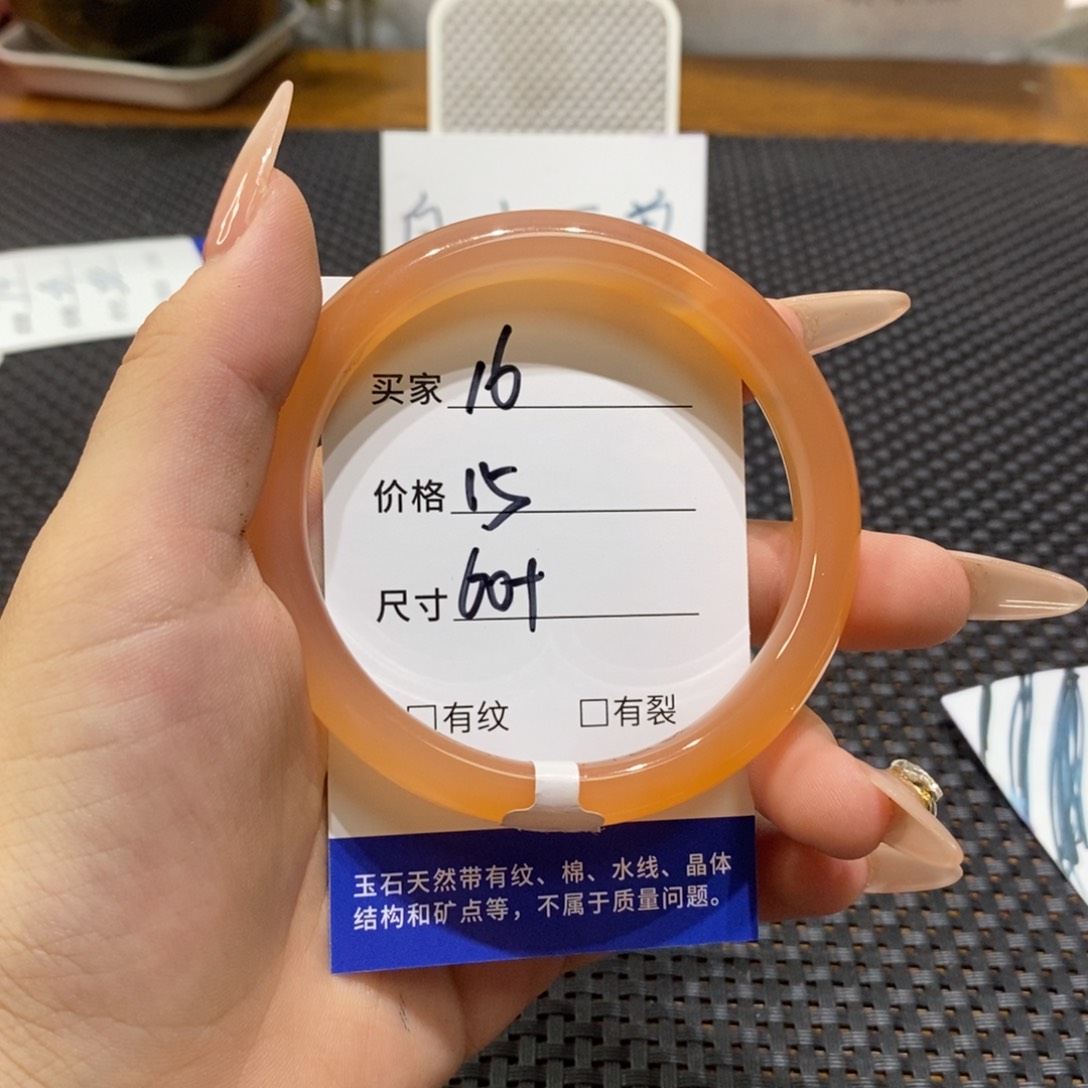 买家 16
价格 15
尺寸 60+
□有纹 □有裂
玉石天然带有纹、棉、水线、晶体
结构和矿点等，不属于质量问题。